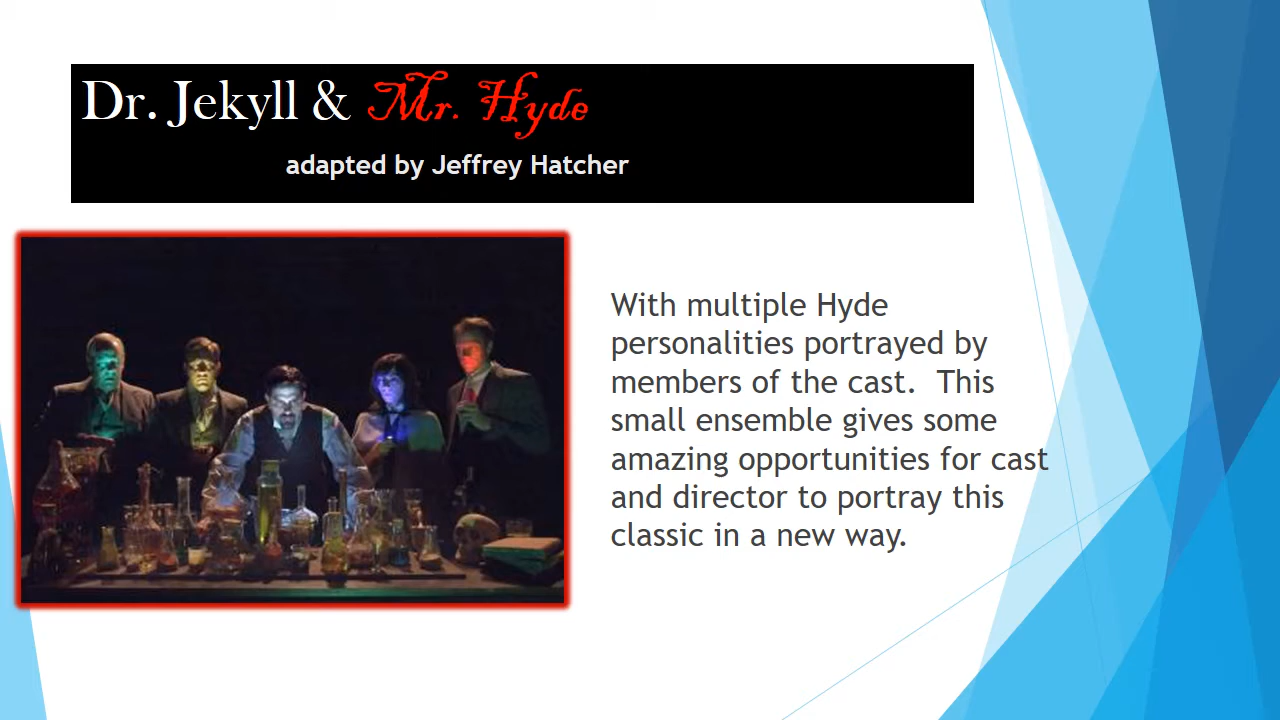 Dr. Jekyll & Mr. Hyde
adapted by Jeffrey Hatcher
With multiple Hyde
personalities portrayed by
members of the cast.  This
small ensemble gives some
amazing opportunities for cast
and director to portray this
classic in a new way.